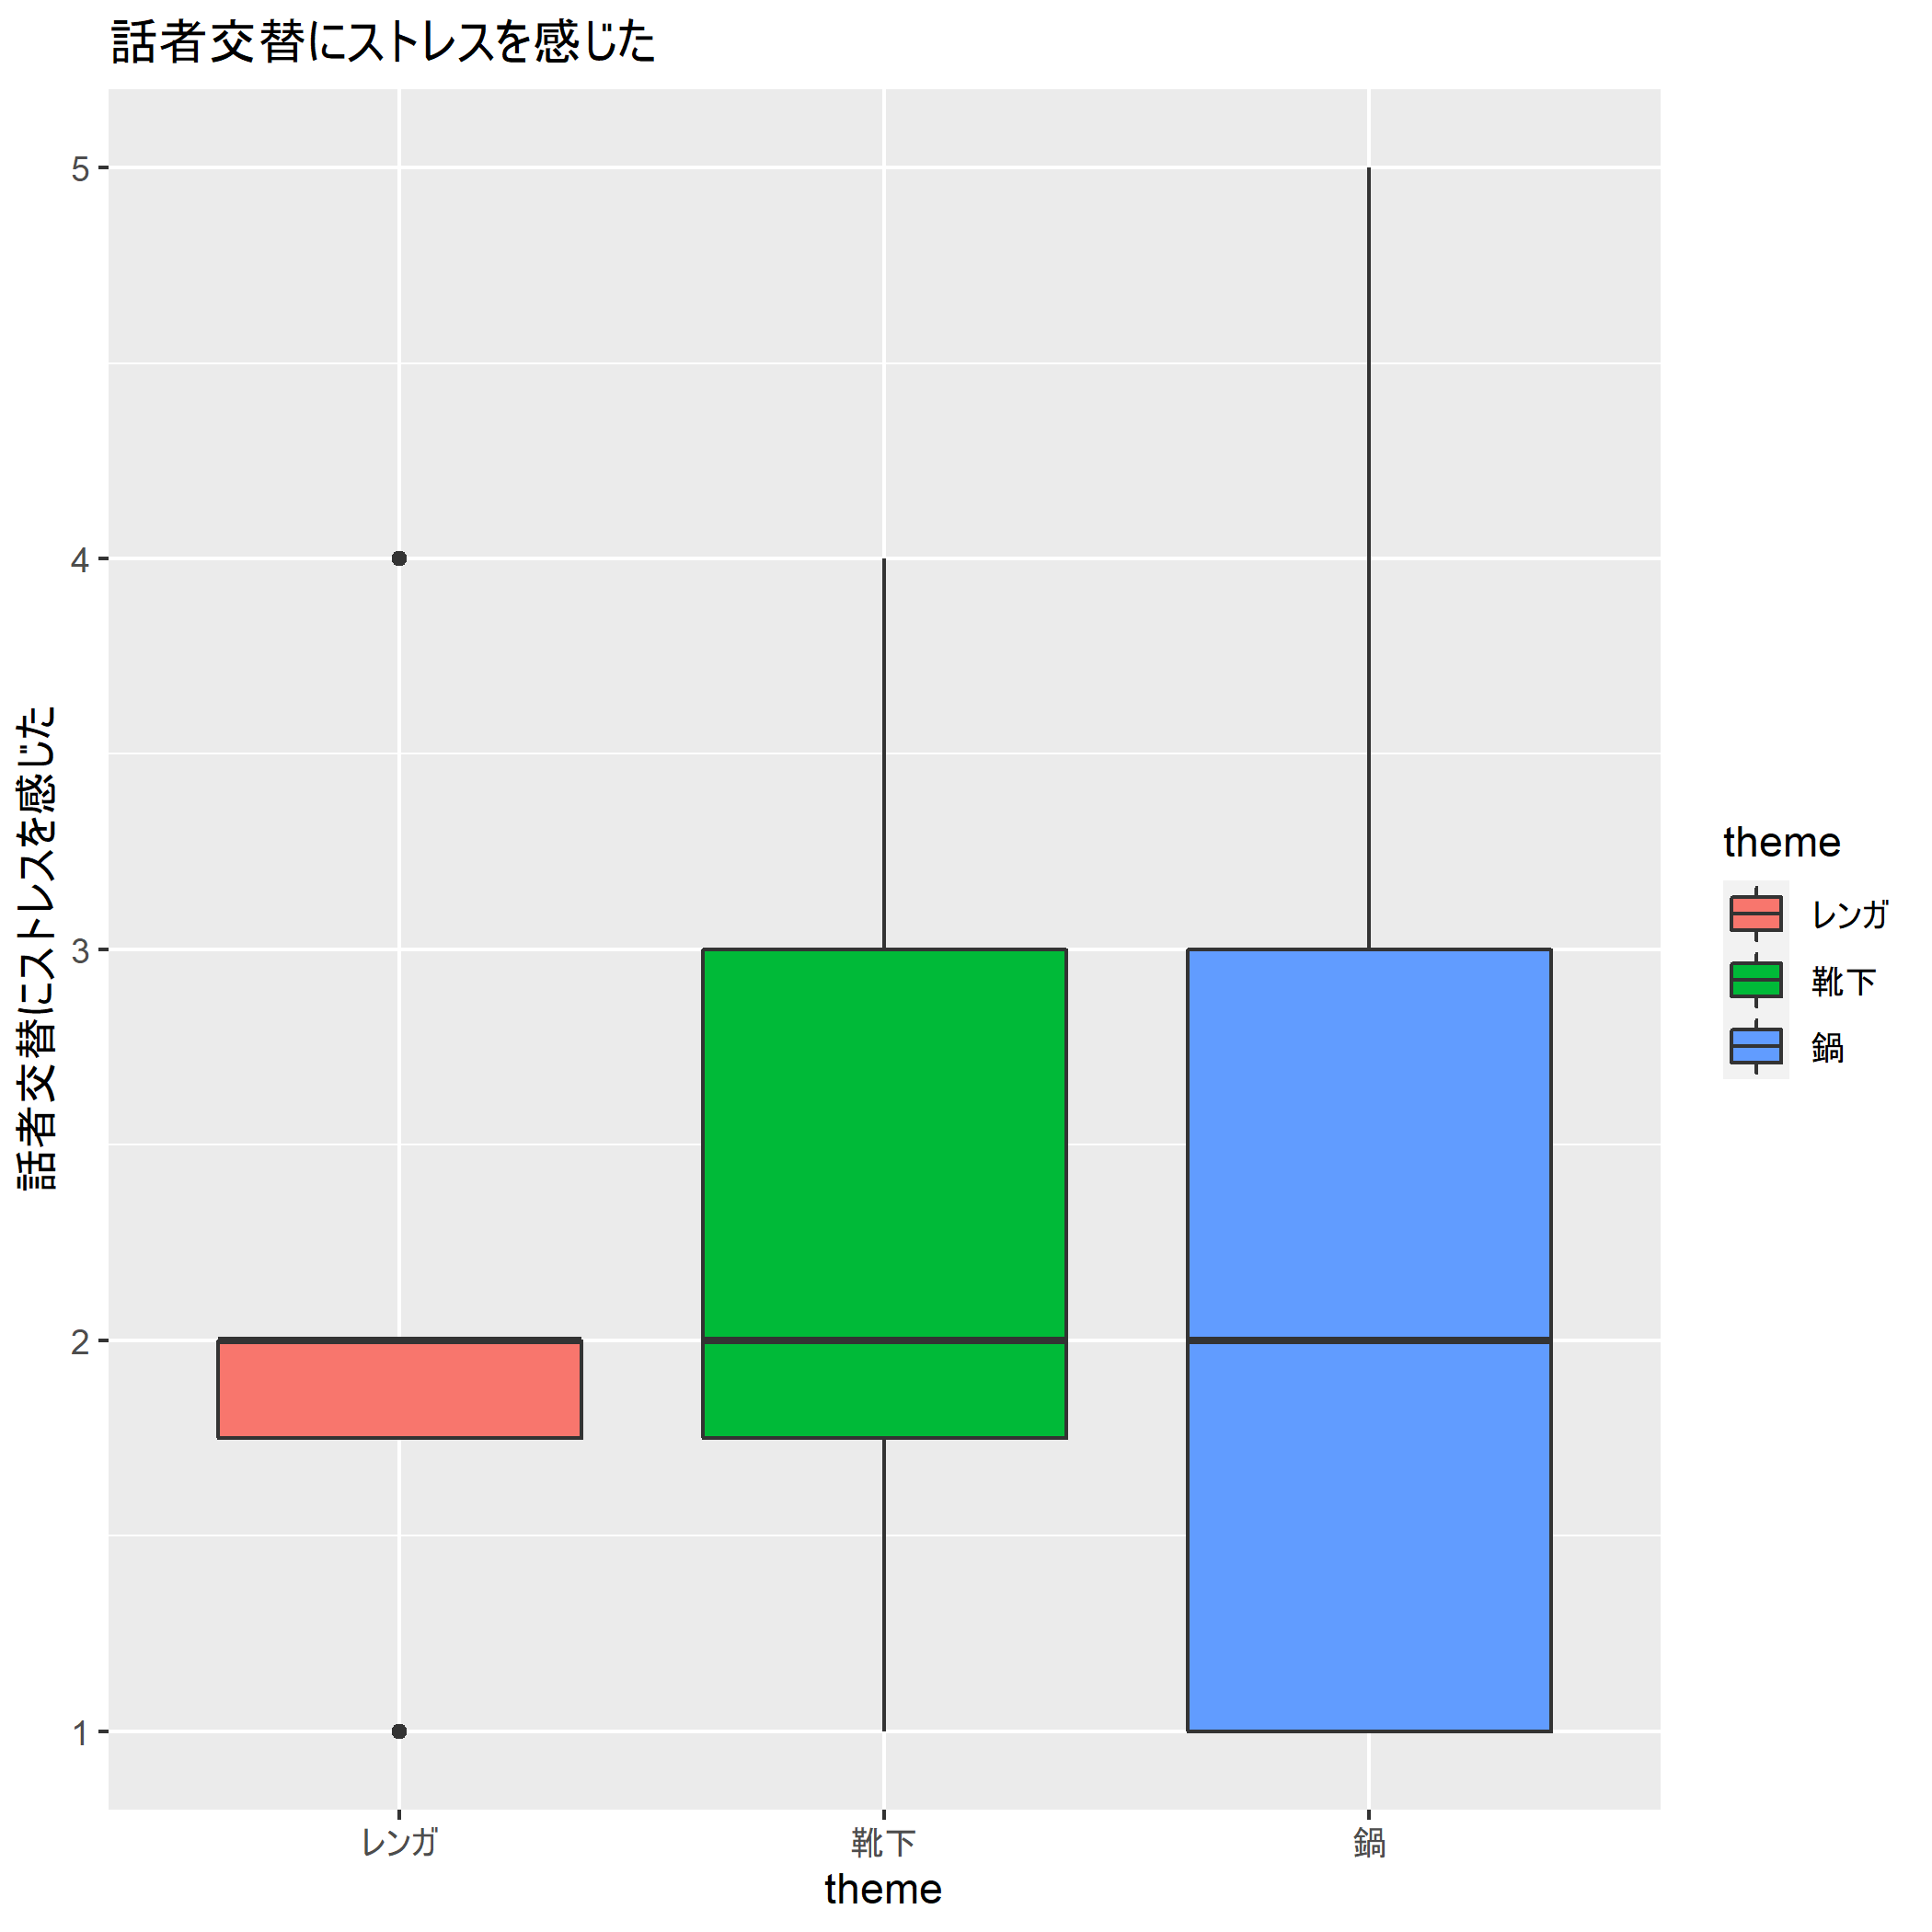 話者交替にストレスを感じた
話者交替にストレスを感じた
5
4
3
2
1
レンガ
靴下
鍋
theme
theme
レンガ
靴下
鍋